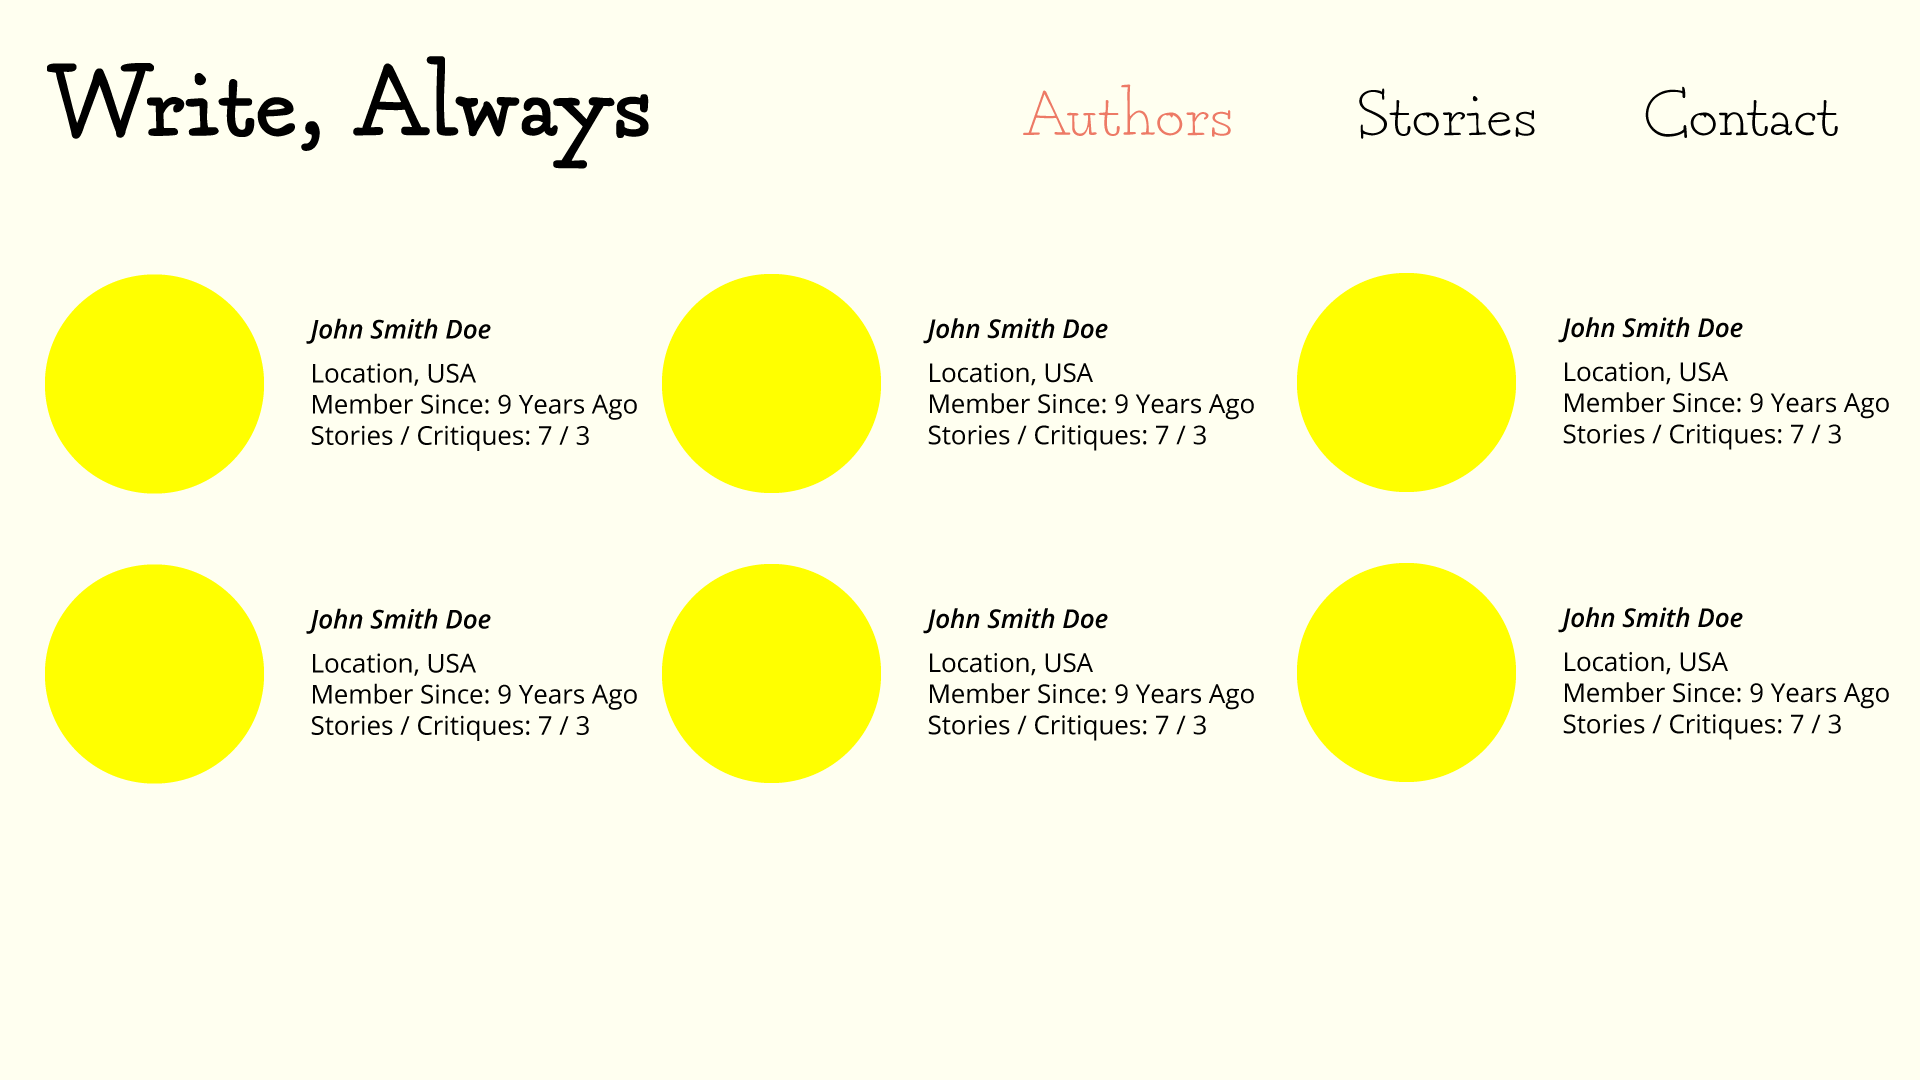 Write, Always
Authors
Stories
Contact
John Smith Doe
Location, USA
Member Since: 9 Years Ago
Stories / Critiques: 7 / 3
John Smith Doe
Location, USA
Member Since: 9 Years Ago
Stories / Critiques: 7 / 3
John Smith Doe
Location, USA
Member Since: 9 Years Ago
Stories / Critiques: 7 / 3
John Smith Doe
Location, USA
Member Since: 9 Years Ago
Stories / Critiques: 7 / 3
John Smith Doe
Location, USA
Member Since: 9 Years Ago
Stories / Critiques: 7 / 3
John Smith Doe
Location, USA
Member Since: 9 Years Ago
Stories / Critiques: 7 / 3